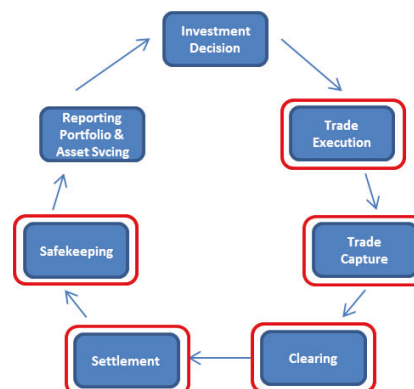 Investment
Decision
Trade
Execution
Trade
Capture
Clearing
Settlement
Safekeeping
Reporting
Portfolio &
Asset Svcing